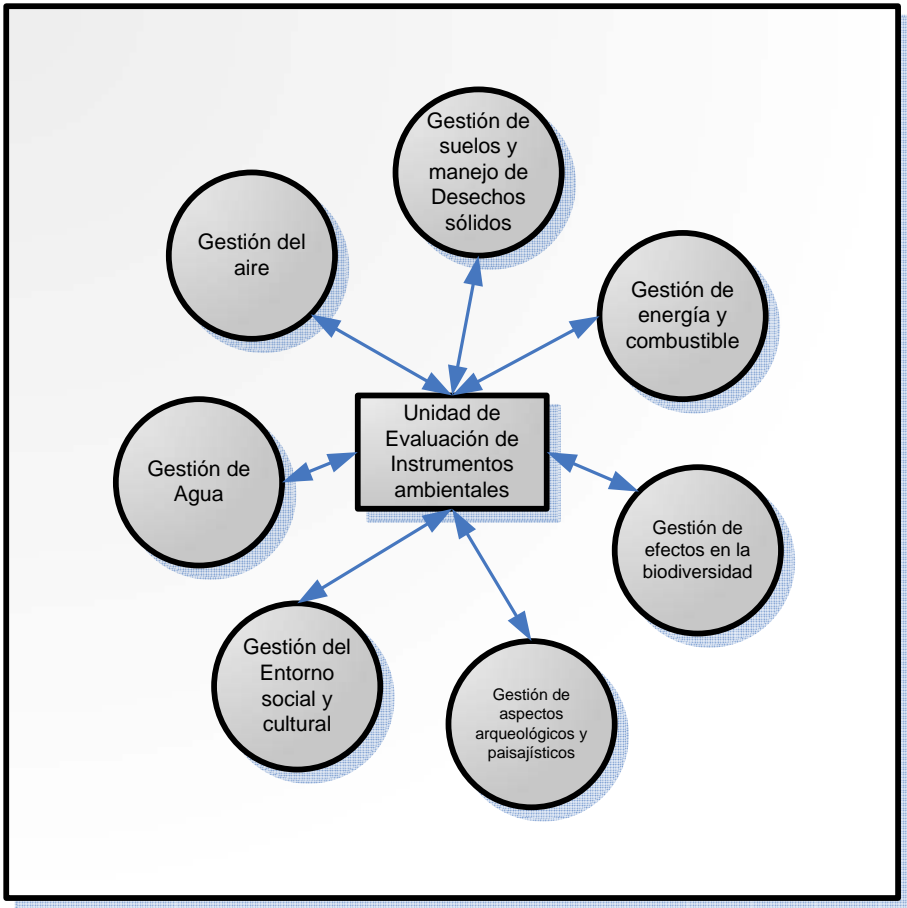 Gestión de
suelos y
manejo de
Desechos
sólidos
Gestión del
aire
Gestión de
energía y
combustible
Unidad de
Evaluación de
Instrumentos
ambientales
Gestión de
Agua
Gestión de
efectos en la
biodiversidad
Gestión del
Entorno
social y
cultural
Gestión de
aspectos
arqueológicos y
paisajísticos